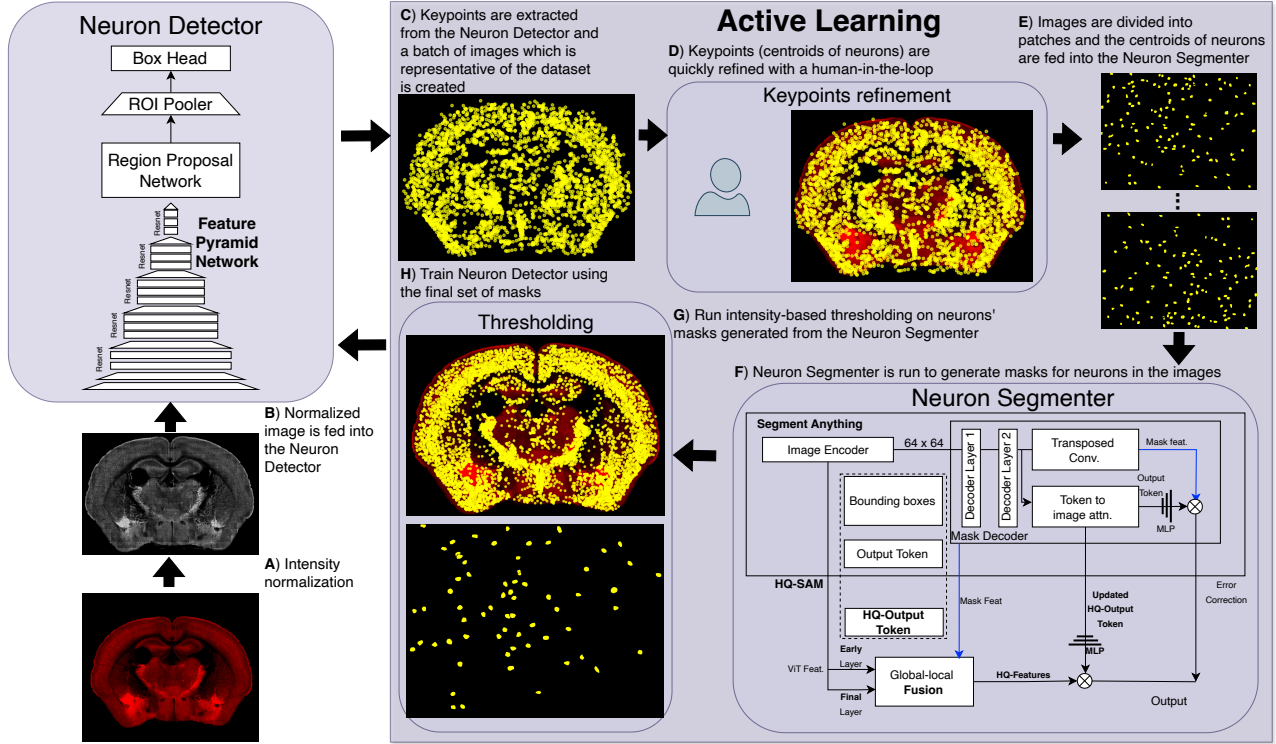 Neuron Detector
Box Head
ROI Pooler
Region Proposal
Network
Feature
Pyramid
Network
Resnet
Resnet
Resnet
Resnet
Resnet
B) Normalized
image is fed into
the Neuron
Detector
A) Intensity
normalization
Active Learning
C) Keypoints are extracted
from the Neuron Detector and
a batch of images which is
representative of the dataset
is created
D) Keypoints (centroids of neurons) are
quickly refined with a human-in-the-loop
Keypoints refinement
E) Images are divided into
patches and the centroids of neurons
are fed into the Neuron Segmenter
H) Train Neuron Detector using
the final set of masks
Thresholding
G) Run intensity-based thresholding on neurons'
masks generated from the Neuron Segmenter
F) Neuron Segmenter is run to generate masks for neurons in the images
Neuron Segmenter
Segment Anything
Image Encoder
64 x 64
Decoder Layer 1
Decoder Layer 2
Transposed
Conv.
Mask feat.
Token to
image attn.
Output
Token
MLP
Mask Decoder
Bounding boxes
Output Token
HQ-SAM
HQ-Output
Token
Mask Feat
Updated
HQ-Output
Token
MLP
Error
Correction
ViT Feat.
Early
Layer
Final
Layer
Global-local
Fusion
HQ-Features
Output